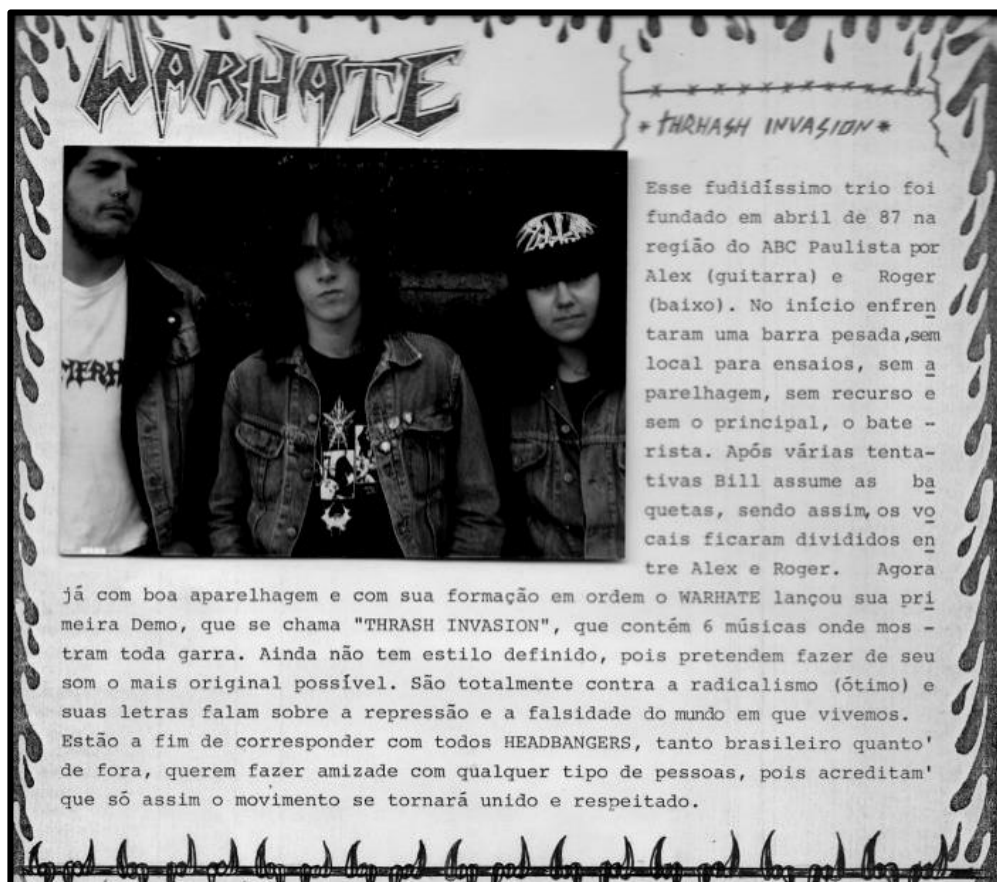 WARHATE
* THRHASH INVASION *
MERH
Esse fudidíssimo trio foi
fundado em abril de 87 na
região do ABC Paulista por
Alex (guitarra) e Roger
(baixo). No início enfren
taram uma barra pesada,sem
local para ensaios, sem a
parelhagem, sem recurso e
sem o principal, o bate -
rista. Após várias tenta-
tivas Bill assume as ba
quetas, sendo assim, os vo
cais ficaram divididos en
tre Alex e Roger. Agora
já com boa aparelhagem e com sua formação em ordem o WARHATE lançou sua pri
meira Demo, que se chama "THRASH INVASION", que contém 6 músicas onde mos -
tram toda garra. Ainda não tem estilo definido, pois pretendem fazer de seu
som o mais original possível. São totalmente contra a radicalismo (ótimo) e
suas letras falam sobre a repressão e a falsidade do mundo em que vivemos.
Estão a fim de corresponder com todos HEADBANGERS, tanto brasileiro quanto'
de fora, querem fazer amizade com qualquer tipo de pessoas, pois acreditam'
que só assim o movimento se tornará unido e respeitado.